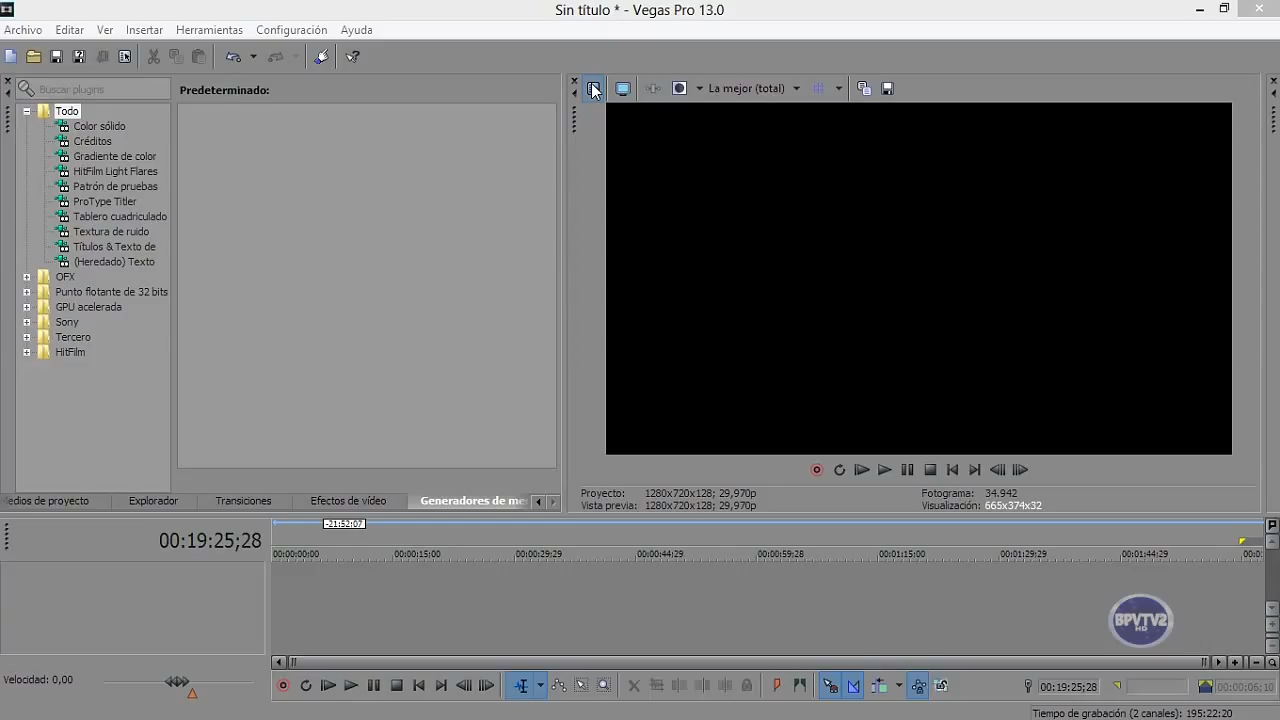 Sin título * - Vegas Pro 13.0
Archivo Editar Ver Insertar Herramientas Configuración Ayuda
Buscar plugins
Predeterminado:
La mejor (total)
Todo
Color sólido
Créditos
Gradiente de color
HitFilm Light Flares
Patrón de pruebas
ProType Titler
Tablero cuadriculado
Textura de ruido
Títulos & Texto de
(Heredado) Texto
OFX
Punto flotante de 32 bits
GPU acelerada
Sony
Tercero
HitFilm
edios de proyecto Explorador Transiciones Efectos de vídeo Generadores de me
Proyecto: 1280x720x128; 29,970p Fotograma: 34.942
Vista previa: 1280x720x128; 29,970p Visualización: 665x374x32
-21:52:07
00:19:25;28
00:00:00:00 00:00:15:00 00:00:29:29 00:00:44:29 00:00:59:28 00:01:15:00 00:01:29:29 00:01:44:29 00:0
BPVTV2
HD
Velocidad: 0,00
00:19:25;28 00:00:06;10
Tiempo de grabación (2 canales): 195:22:20